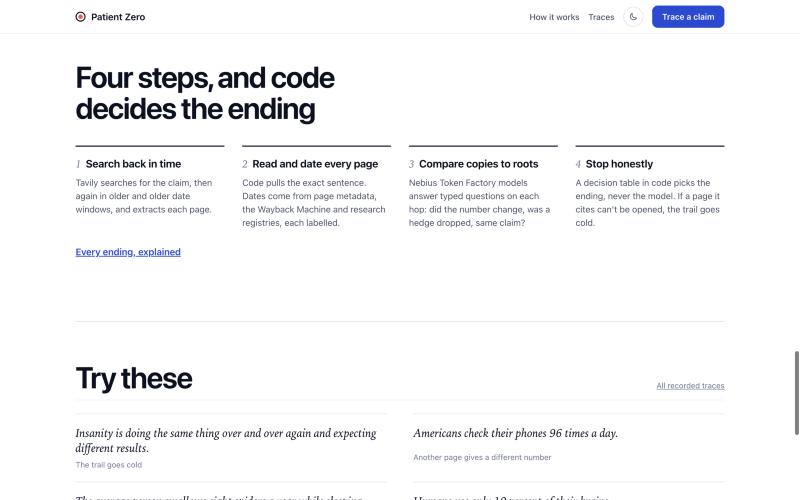 Patient Zero
How it works
Traces
Trace a claim
Four steps, and code
decides the ending
1 Search back in time
Tavily searches for the claim, then
again in older and older date
windows, and extracts each page.
2 Read and date every page
Code pulls the exact sentence.
Dates come from page metadata,
the Wayback Machine and research
registries, each labelled.
3 Compare copies to roots
Nebius Token Factory models
answer typed questions on each
hop: did the number change, was a
hedge dropped, same claim?
4 Stop honestly
A decision table in code picks the
ending, never the model. If a page it
cites can't be opened, the trail goes
cold.
Every ending, explained
Try these
All recorded traces
Insanity is doing the same thing over and over again and expecting
different results.
The trail goes cold
Americans check their phones 96 times a day.
Another page gives a different number